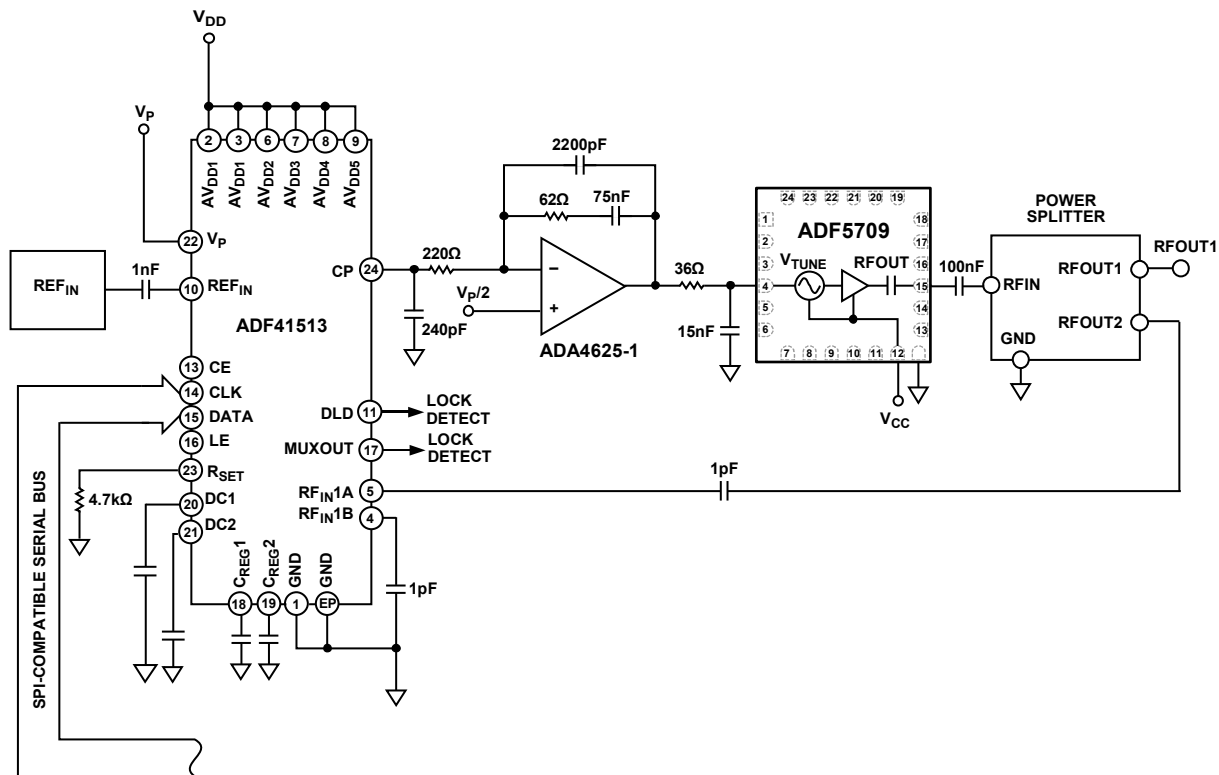 VDD
VP
2 3 6 7 8 9
AVDD1 AVDD1 AVDD2 AVDD3 AVDD4 AVDD5
22 VP
REFIN
1nF
10 REFIN
ADF41513
13 CE
14 CLK
15 DATA
16 LE
23 RSET
4.7kΩ
20 DC1
21 DC2
CREG1 CREG2 GND GND
18 19 1 EP
SPI-COMPATIBLE SERIAL BUS
CP 24
220Ω
240pF
2200pF
62Ω 75nF
−
+
VP/2
ADA4625-1
36Ω
15nF
DLD 11 LOCK
DETECT
MUXOUT 17 LOCK
DETECT
RFIN1A 5
RFIN1B 4
1pF
1pF
24 23 22 21 20 19
ADF5709
1
2
3
4
5
6
VTUNE RFOUT
18
17
16
15
14
13
7 8 9 10 11 12
VCC
100nF
POWER
SPLITTER
RFIN
RFOUT1
RFOUT1
RFOUT2
GND